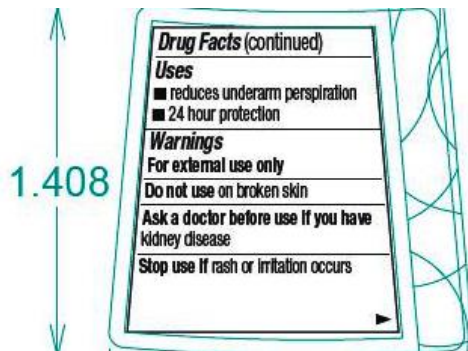 Drug Facts (continued)
Uses
■ reduces underarm perspiration
■ 24 hour protection
Warnings
For external use only
1.408
Do not use on broken skin
Ask a doctor before use if you have
kidney disease
Stop use if rash or irritation occurs